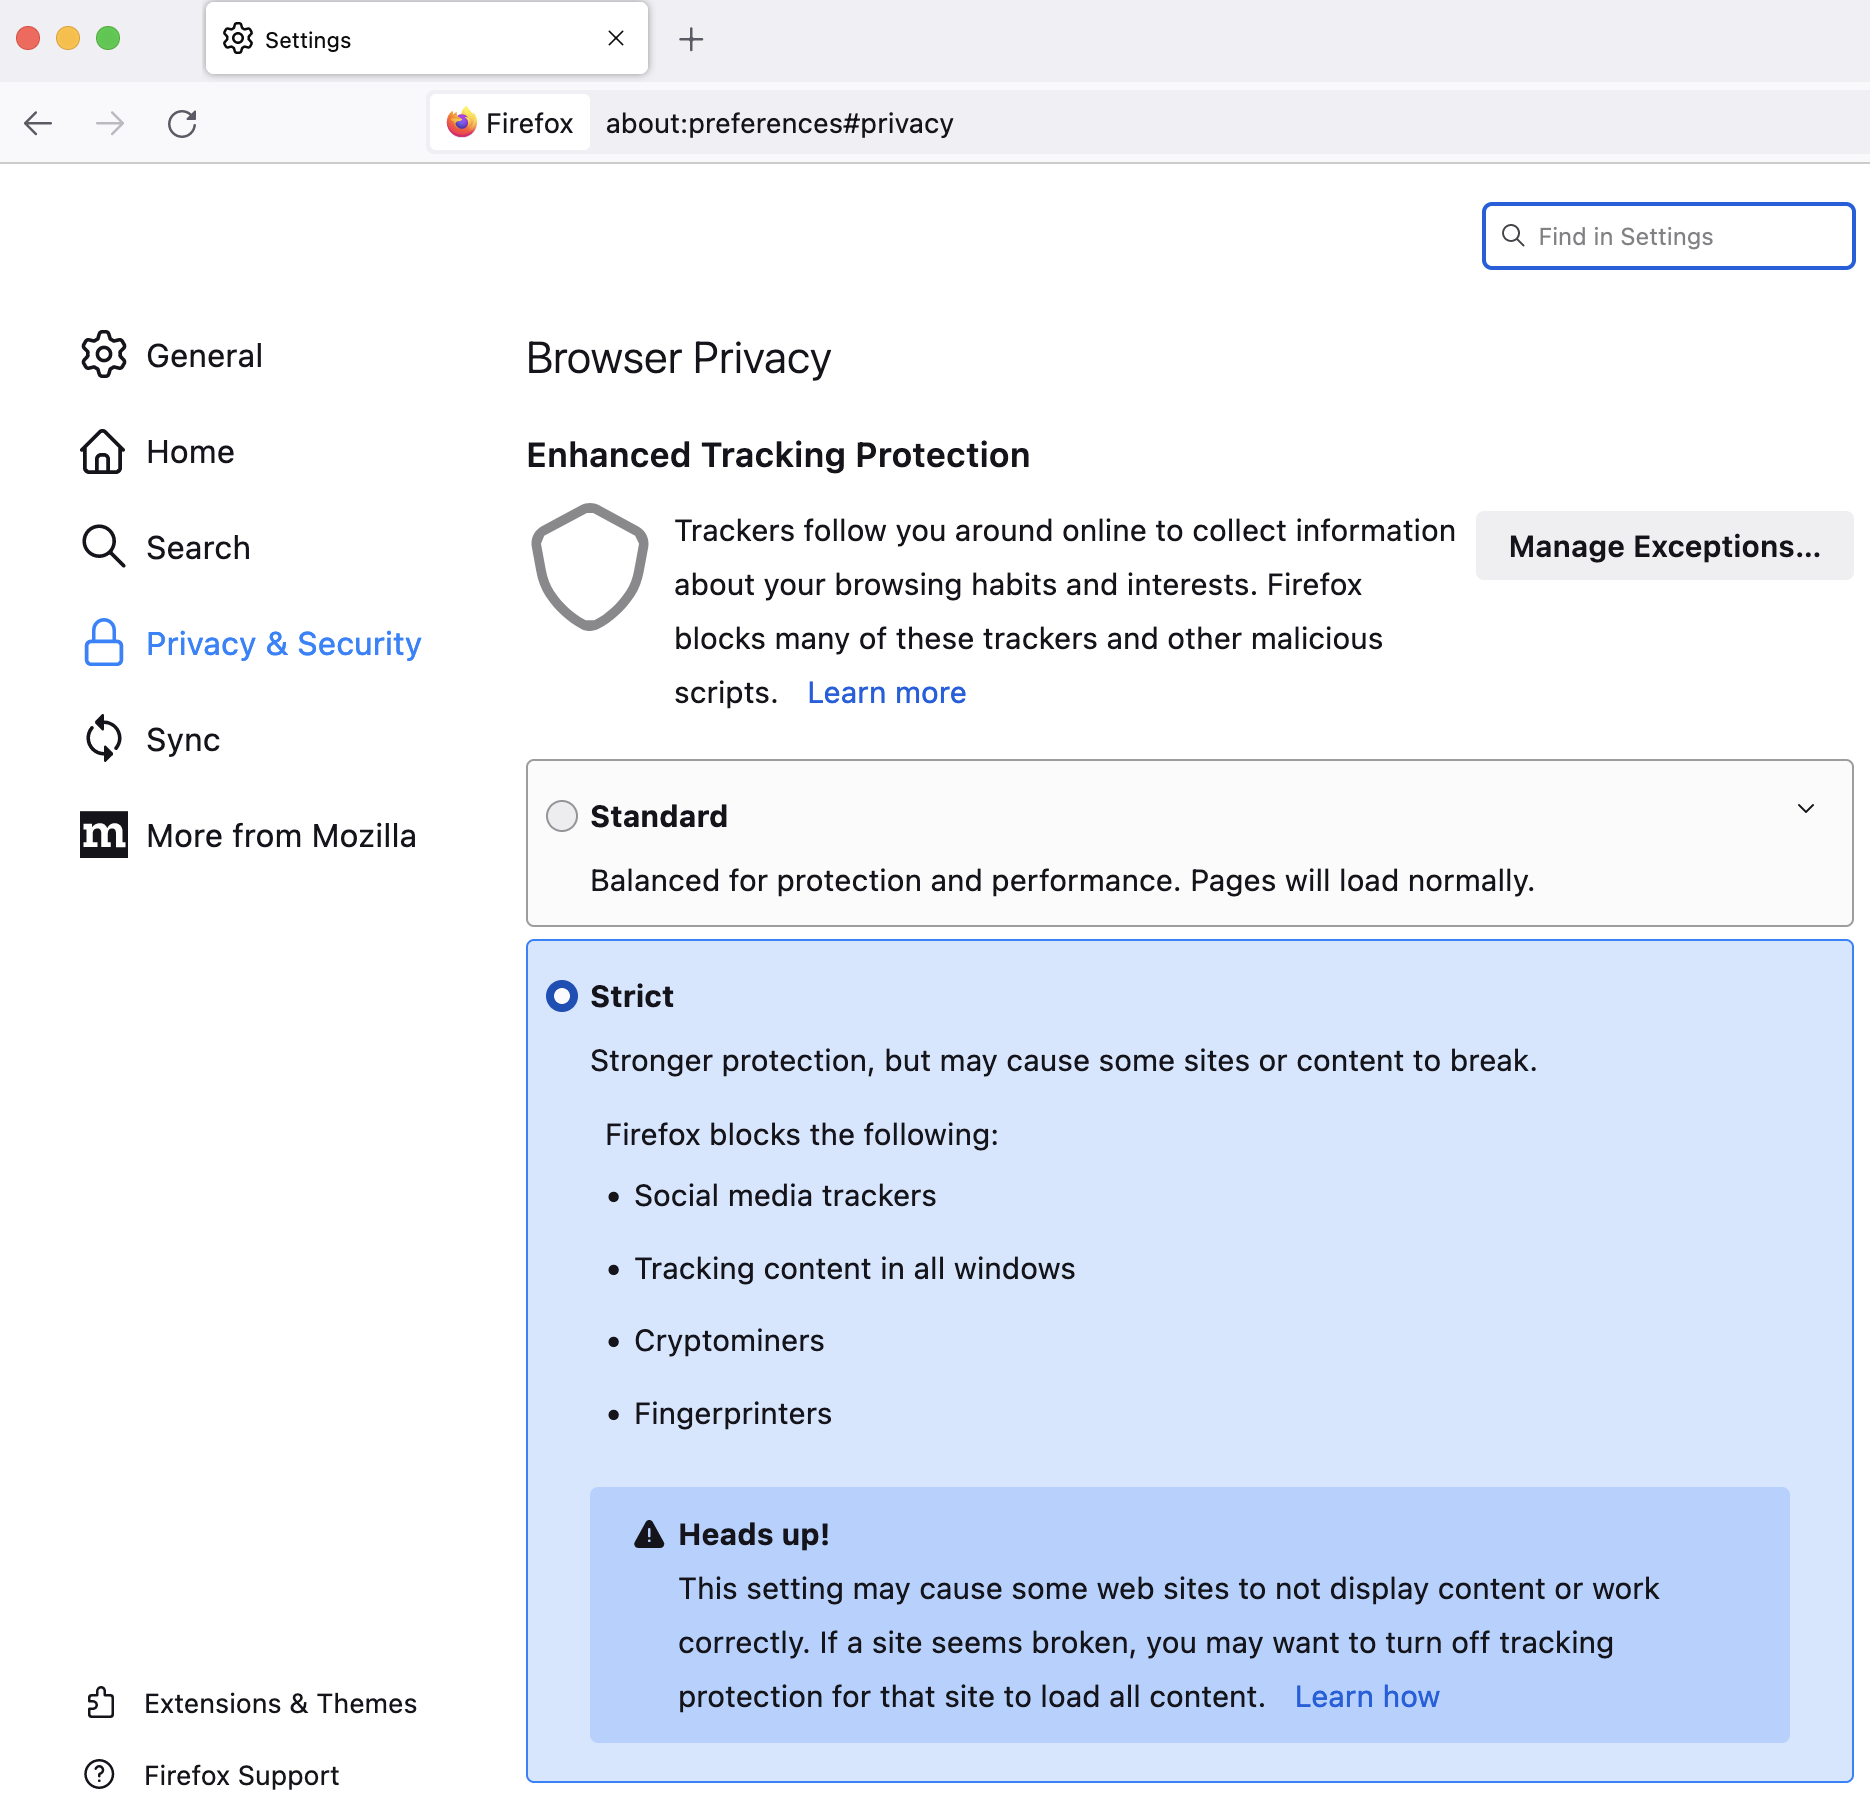 Settings
Firefox about:preferences#privacy
Find in Settings
General
Home
Search
Privacy & Security
Sync
m More from Mozilla
Extensions & Themes
Firefox Support
Browser Privacy
Enhanced Tracking Protection
Trackers follow you around online to collect information
about your browsing habits and interests. Firefox
blocks many of these trackers and other malicious
scripts. Learn more
Manage Exceptions...
Standard
Balanced for protection and performance. Pages will load normally.
Strict
Stronger protection, but may cause some sites or content to break.
Firefox blocks the following:
• Social media trackers
• Tracking content in all windows
• Cryptominers
• Fingerprinters
Heads up!
This setting may cause some web sites to not display content or work
correctly. If a site seems broken, you may want to turn off tracking
protection for that site to load all content. Learn how